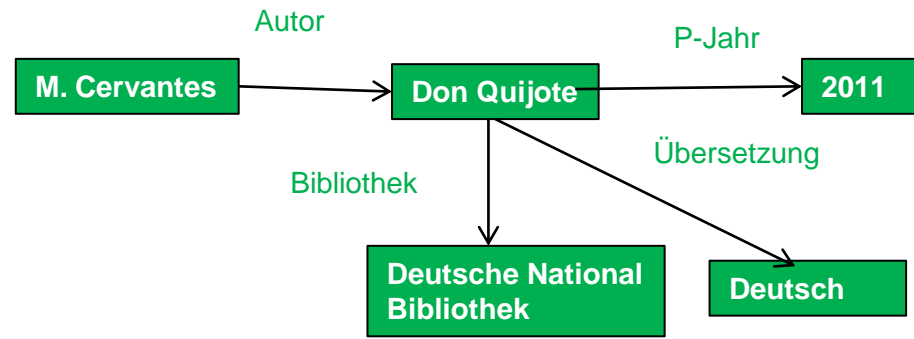 Autor
P-Jahr
M. Cervantes
Don Quijote
2011
Übersetzung
Bibliothek
Deutsche National
Bibliothek
Deutsch